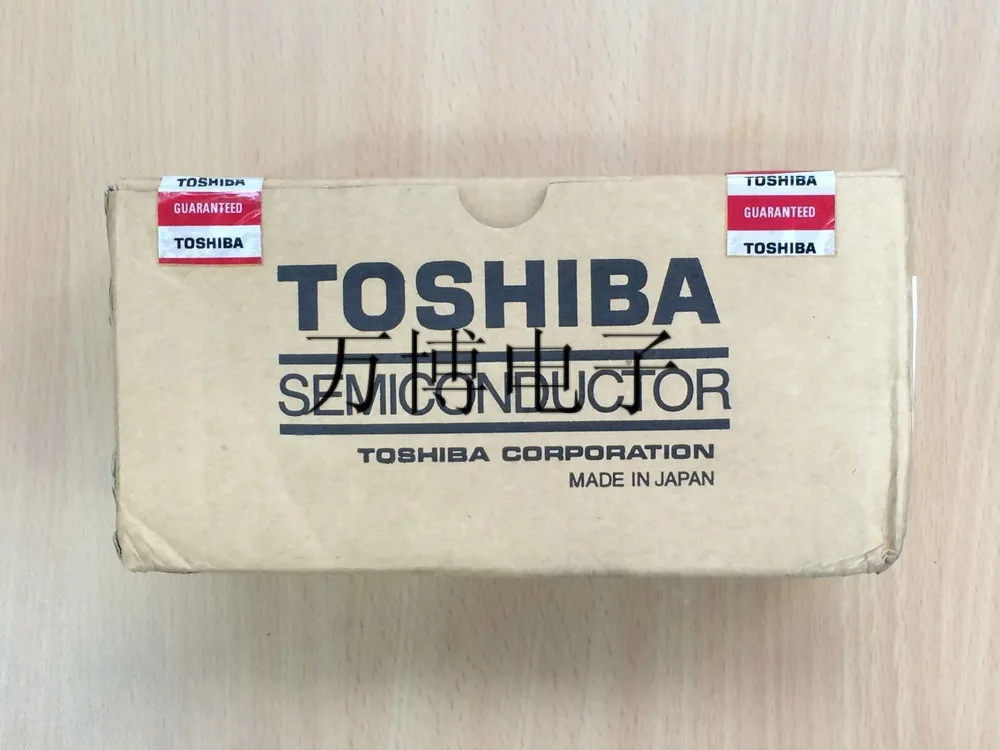 TOSHIBA
GUARANTEED
TOSHIBA
TOSHIBA
GUARANTEED
TOSHIBA
TOSHIBA
万博电子
SEMICONDUCTOR
TOSHIBA CORPORATION
MADE IN JAPAN